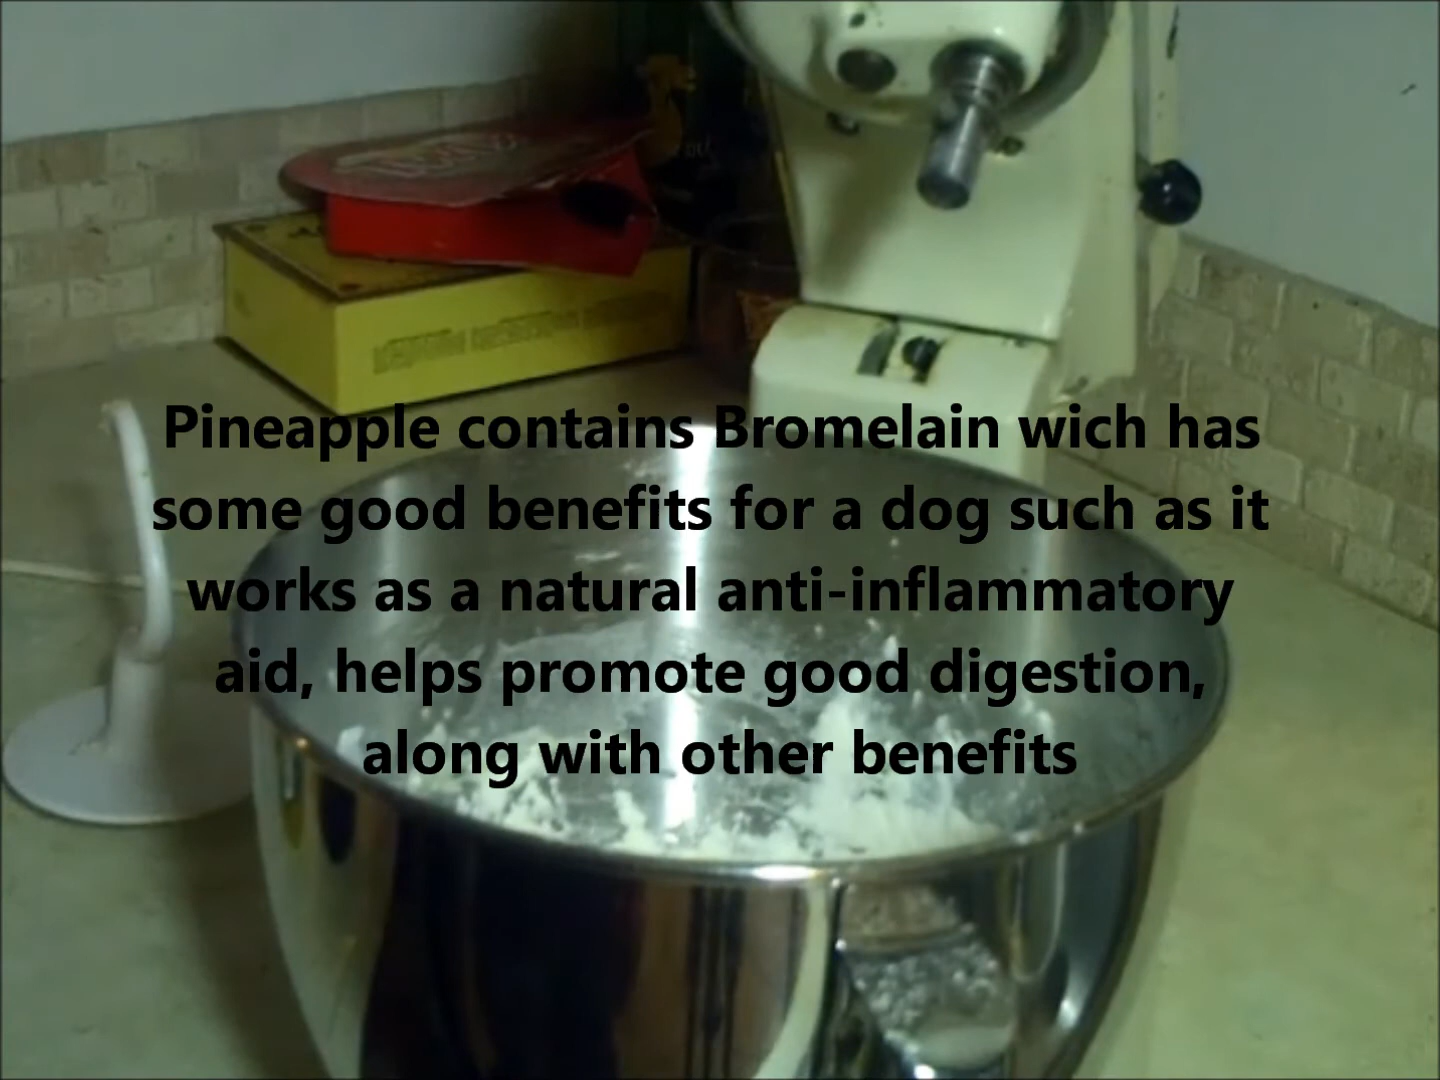 Pineapple contains Bromelain wich has
some good benefits for a dog such as it
works as a natural anti-inflammatory
aid, helps promote good digestion,
along with other benefits